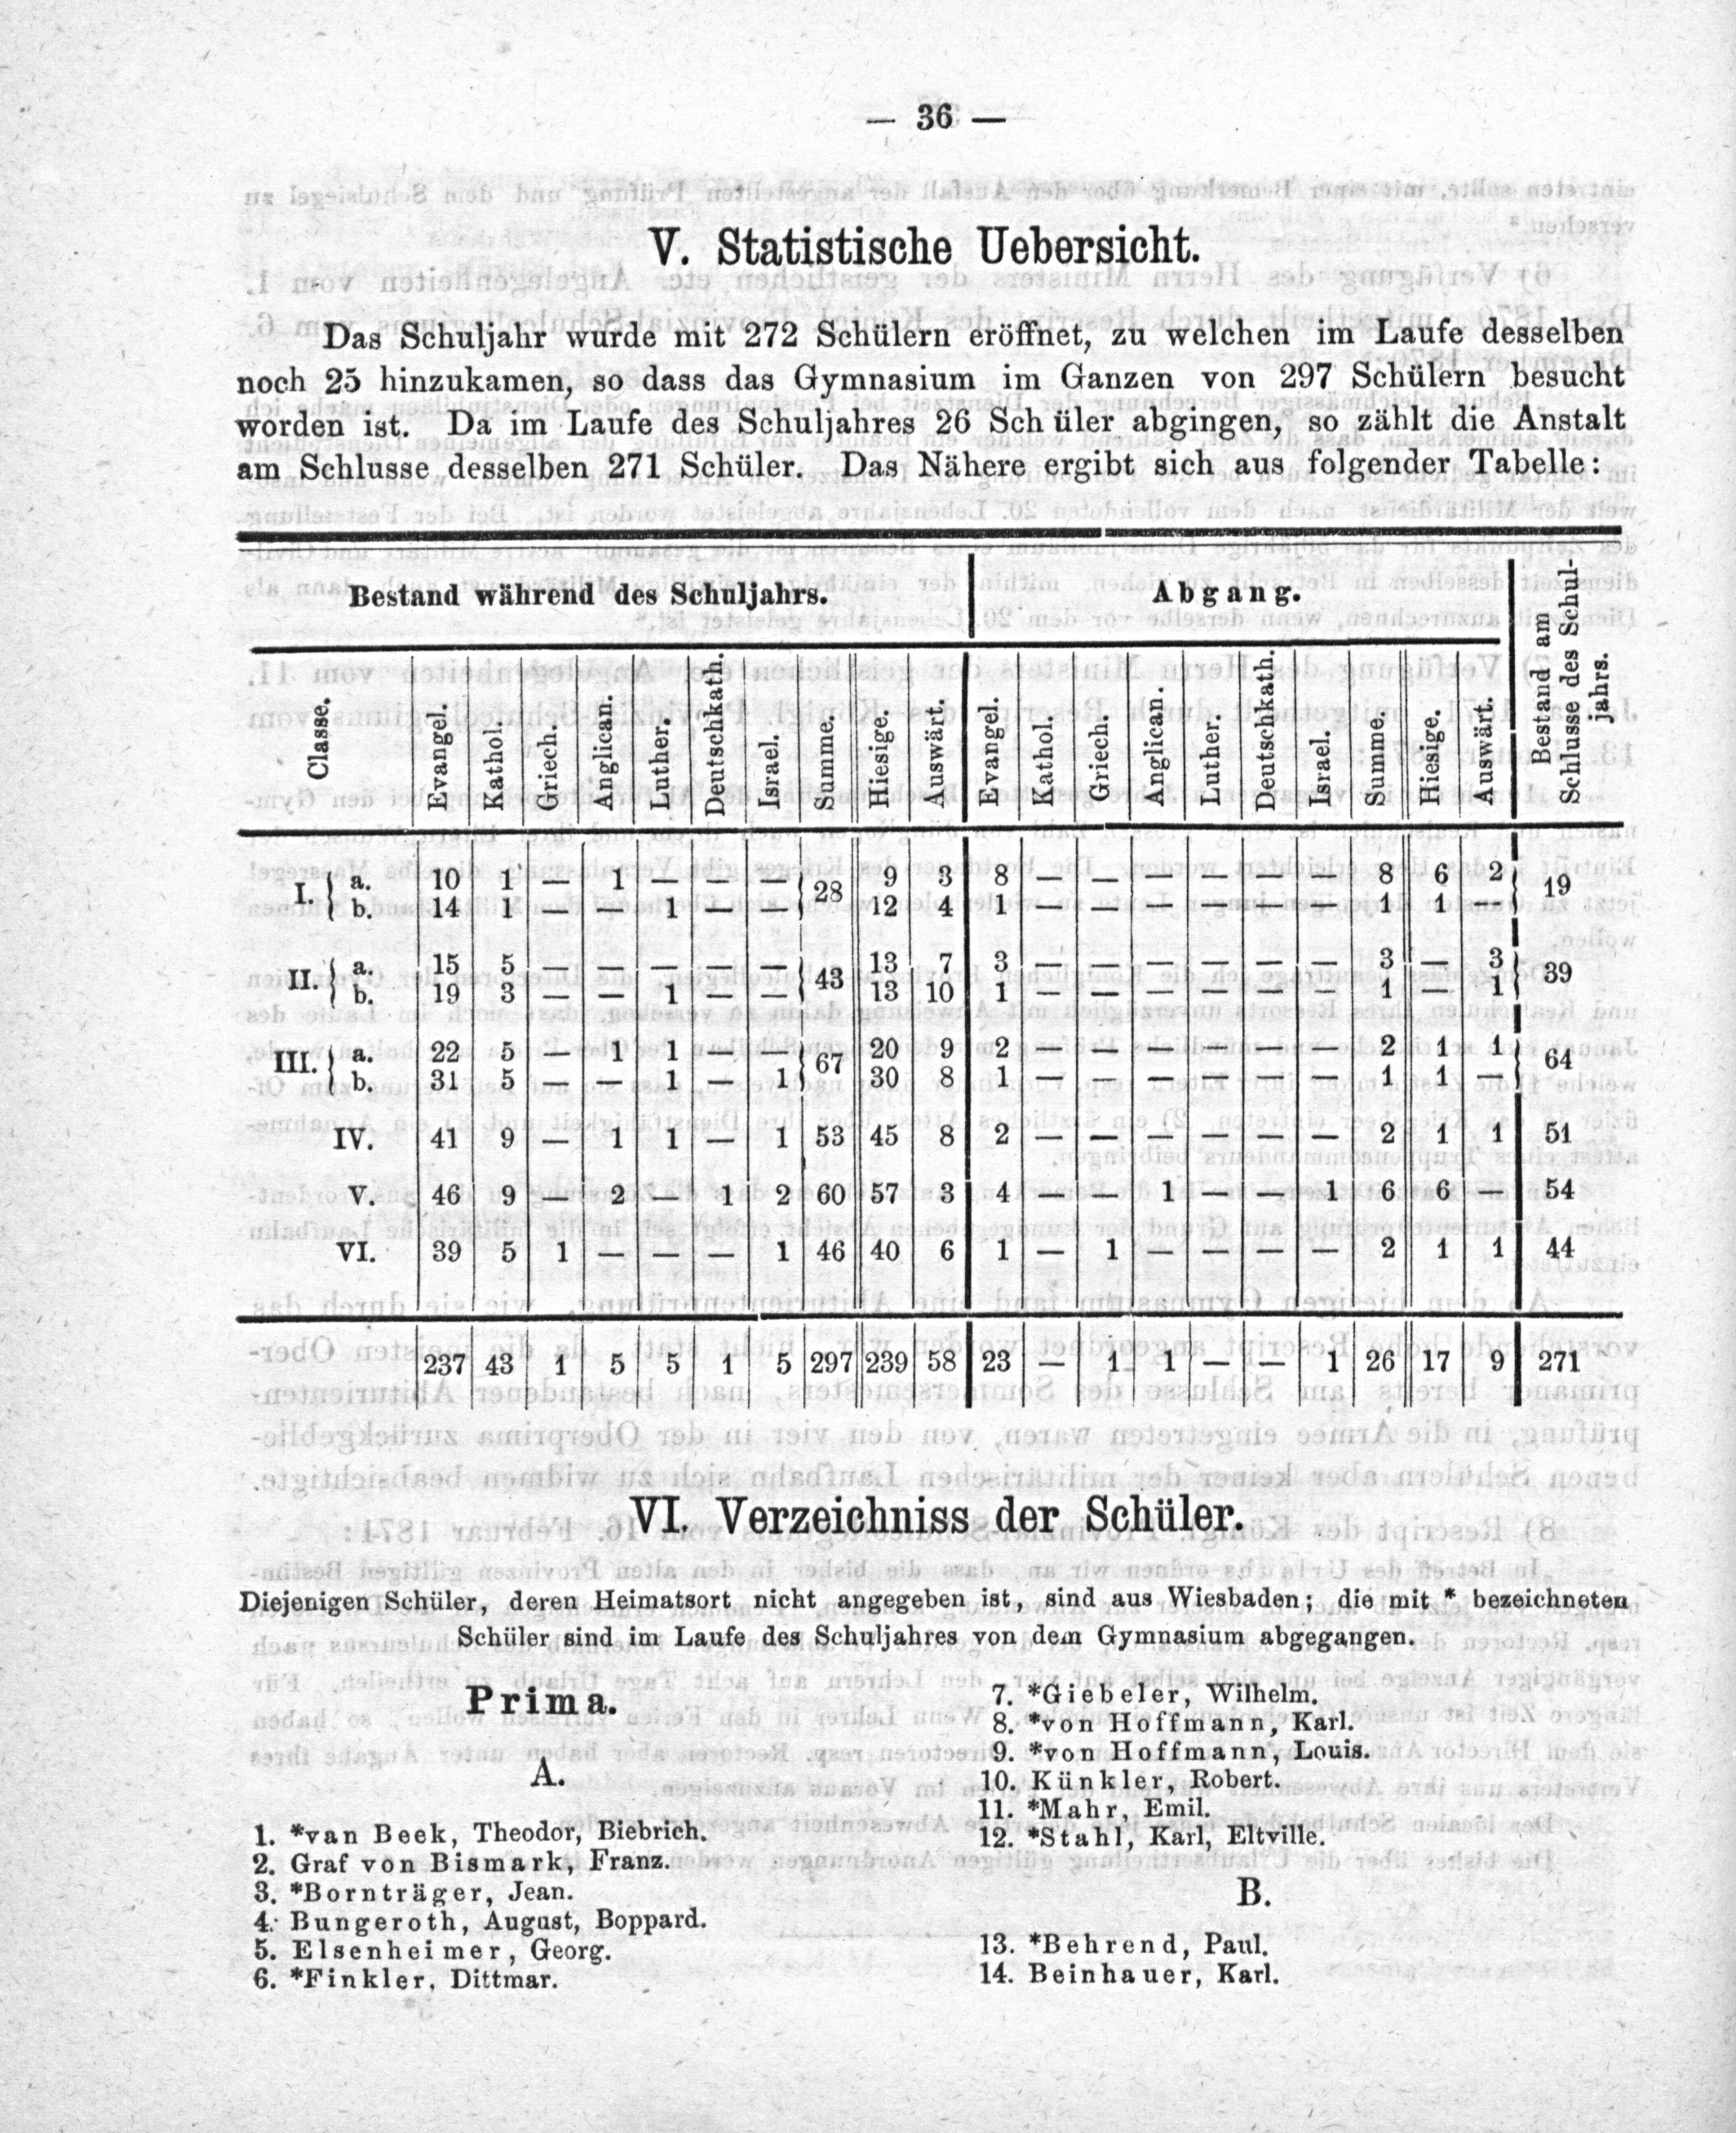 — 36 —
V. Statistische Uebersicht.
Das Schuljahr wurde mit 272 Schülern eröffnet, zu welchen im Laufe desselben
noch 25 hinzukamen, so dass das Gymnasium im Ganzen von 297 Schülern besucht
worden ist. Da im Laufe des Schuljahres 26 Schüler abgingen, so zählt die Anstalt
am Schlusse desselben 271 Schüler. Das Nähere ergibt sich aus folgender Tabelle:
Bestand während des Schuljahrs. Abgang. Bestand am Schlusse des Schul-jahrs.
Classe. Evangel. Kathol. Griech. Anglican. Luther. Deutschkath. Israel. Summe. Hiesige. Auswärt. Evangel. Kathol. Griech. Anglican. Luther. Deutschkath. Israel. Summe. Hiesige. Auswärt.
I. { a. 10 1 — 1 — — — } 28 9 3 8 — — — — — — 8 6 2 } 19
b. 14 1 — — 1 — — 12 4 1 — — — — — — 1 1 —
II. { a. 15 5 — — — — — } 43 13 7 3 — — — — — — 3 — 3 } 39
b. 19 3 — — 1 — — 13 10 1 — — — — — — 1 — 1
III. { a. 22 5 — 1 1 — — } 67 20 9 2 — — — — — — 2 1 1 } 64
b. 31 5 — — 1 — 1 30 8 1 — — — — — — 1 1 —
IV. 41 9 — 1 1 — 1 53 45 8 2 — — — — — — 2 1 1 51
V. 46 9 — 2 — 1 2 60 57 3 4 — — 1 — — 1 6 6 — 54
VI. 39 5 1 — — — 1 46 40 6 1 — 1 — — — — 2 1 1 44
237 43 1 5 5 1 5 297 239 58 23 — 1 1 — — 1 26 17 9 271
VI. Verzeichniss der Schüler.
Diejenigen Schüler, deren Heimatsort nicht angegeben ist, sind aus Wiesbaden; die mit * bezeichneten
Schüler sind im Laufe des Schuljahres von dem Gymnasium abgegangen.
Prima.
A.
1. *van Beek, Theodor, Biebrich.
2. Graf von Bismark, Franz.
3. *Bornträger, Jean.
4. Bungeroth, August, Boppard.
5. Elsenheimer, Georg.
6. *Finkler, Dittmar.
7. *Giebeler, Wilhelm.
8. *von Hoffmann, Karl.
9. *von Hoffmann, Louis.
10. Künkler, Robert.
11. *Mahr, Emil.
12. *Stahl, Karl, Eltville.
B.
13. *Behrend, Paul.
14. Beinhauer, Karl.